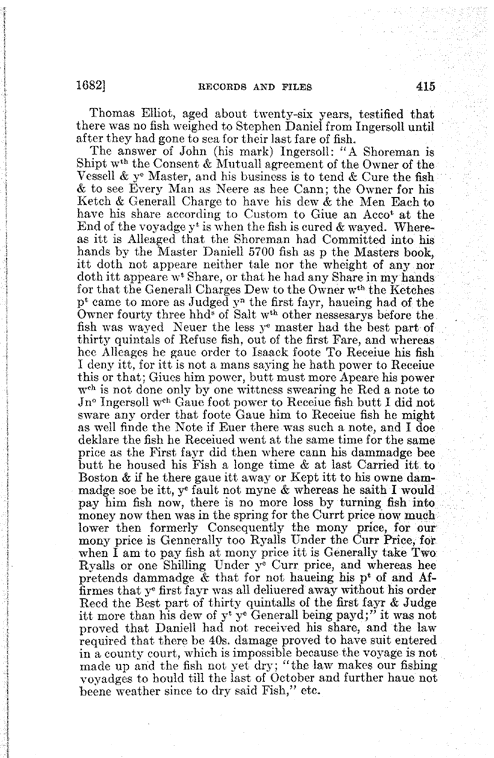 1682] RECORDS AND FILES 415
Thomas Elliot, aged about twenty-six years, testified that
there was no fish weighed to Stephen Daniel from Ingersoll until
after they had gone to sea for their last fare of fish.
The answer of John (his mark) Ingersoll: "A Shoreman is
Shipt wth the Consent & Mutuall agreement of the Owner of the
Vessell & ye Master, and his business is to tend & Cure the fish
& to see Every Man as Neere as hee Cann; the Owner for his
Ketch & Generall Charge to have his dew & the Men Each to
have his share according to Custom to Giue an Accot at the
End of the voyadge yt is when the fish is cured & wayed. Where-
as itt is Alleaged that the Shoreman had Committed into his
hands by the Master Daniell 5700 fish as p the Masters book,
itt doth not appeare neither tale nor the wheight of any nor
doth itt appeare wt Share, or that he had any Share in my hands
for that the Generall Charges Dew to the Owner wth the Ketches
pt came to more as Judged yn the first fayr, haueing had of the
Owner fourty three hhds of Salt wth other nessesarys before the
fish was wayed Neuer the less ye master had the best part of
thirty quintals of Refuse fish, out of the first Fare, and whereas
hee Alleages he gaue order to Isaack foote To Receiue his fish
I deny itt, for itt is not a mans saying he hath power to Receiue
this or that; Giues him power, butt must more Apeare his power
wch is not done only by one wittness swearing he Red a note to
Jno Ingersoll wch Gaue foot power to Receiue fish butt I did not
sware any order that foote Gaue him to Receiue fish he might
as well finde the Note if Euer there was such a note, and I doe
deklare the fish he Receiued went at the same time for the same
price as the First fayr did then where cann his dammadge bee
butt he housed his Fish a longe time & at last Carried itt to
Boston & if he there gaue itt away or Kept itt to his owne dam-
madge soe be itt, ye fault not myne & whereas he saith I would
pay him fish now, there is no more loss by turning fish into
money now then was in the spring for the Currt price now much
lower then formerly Consequently the mony price, for our
mony price is Gennerally too Ryalls Under the Curr Price, for
when I am to pay fish at mony price itt is Generally take Two
Ryalls or one Shilling Under ye Curr price, and whereas hee
pretends dammadge & that for not haueing his pt of and Af-
firmes that ye first fayr was all deliuered away without his order
Recd the Best part of thirty quintalls of the first fayr & Judge
itt more than his dew of yt ye Generall being payd;" it was not
proved that Daniell had not received his share, and the law
required that there be 40s. damage proved to have suit entered
in a county court, which is impossible because the voyage is not
made up and the fish not yet dry; "the law makes our fishing
voyadges to hould till the last of October and further haue not
beene weather since to dry said Fish," etc.